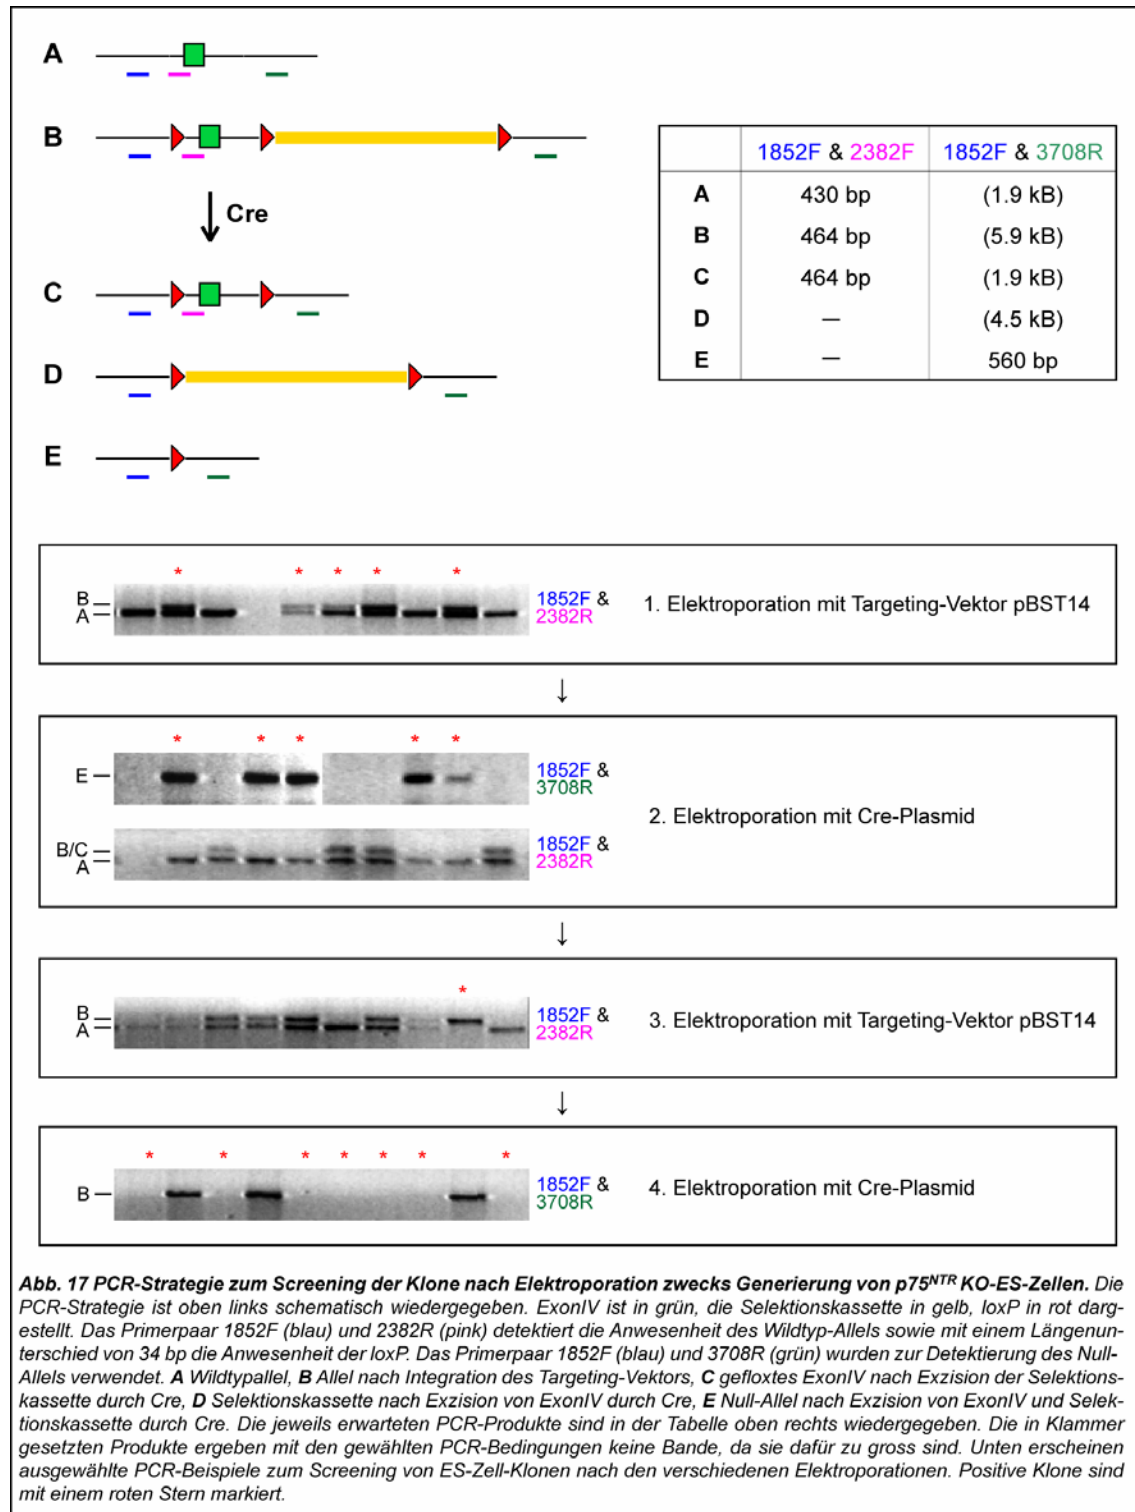 A
B
Cre
C
D
E
1852F & 2382F 1852F & 3708R
A 430 bp (1.9 kB)
B 464 bp (5.9 kB)
C 464 bp (1.9 kB)
D — (4.5 kB)
E — 560 bp
* * * * *
B
A
1852F &
2382R
1. Elektroporation mit Targeting-Vektor pBST14
↓
* * * * *
E
1852F &
3708R
B/C
A
1852F &
2382R
2. Elektroporation mit Cre-Plasmid
↓
*
B
A
1852F &
2382R
3. Elektroporation mit Targeting-Vektor pBST14
↓
* * * * * * *
B
1852F &
3708R
4. Elektroporation mit Cre-Plasmid
Abb. 17 PCR-Strategie zum Screening der Klone nach Elektroporation zwecks Generierung von p75NTR KO-ES-Zellen. Die
PCR-Strategie ist oben links schematisch wiedergegeben. ExonIV ist in grün, die Selektionskassette in gelb, loxP in rot darg-
estellt. Das Primerpaar 1852F (blau) und 2382R (pink) detektiert die Anwesenheit des Wildtyp-Allels sowie mit einem Längenun-
terschied von 34 bp die Anwesenheit der loxP. Das Primerpaar 1852F (blau) und 3708R (grün) wurden zur Detektierung des Null-
Allels verwendet. A Wildtypallel, B Allel nach Integration des Targeting-Vektors, C gefloxtes ExonIV nach Exzision der Selektions-
kassette durch Cre, D Selektionskassette nach Exzision von ExonIV durch Cre, E Null-Allel nach Exzision von ExonIV und Selek-
tionskassette durch Cre. Die jeweils erwarteten PCR-Produkte sind in der Tabelle oben rechts wiedergegeben. Die in Klammer
gesetzten Produkte ergeben mit den gewählten PCR-Bedingungen keine Bande, da sie dafür zu gross sind. Unten erscheinen
ausgewählte PCR-Beispiele zum Screening von ES-Zell-Klonen nach den verschiedenen Elektroporationen. Positive Klone sind
mit einem roten Stern markiert.